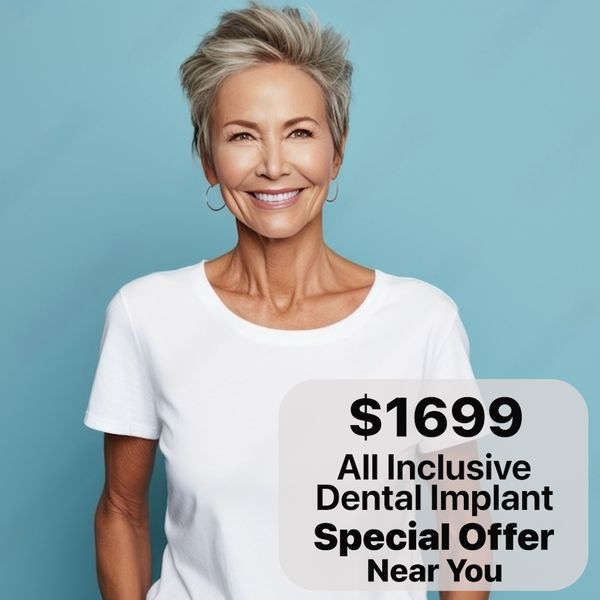 $1699
All Inclusive
Dental Implant
Special Offer
Near You